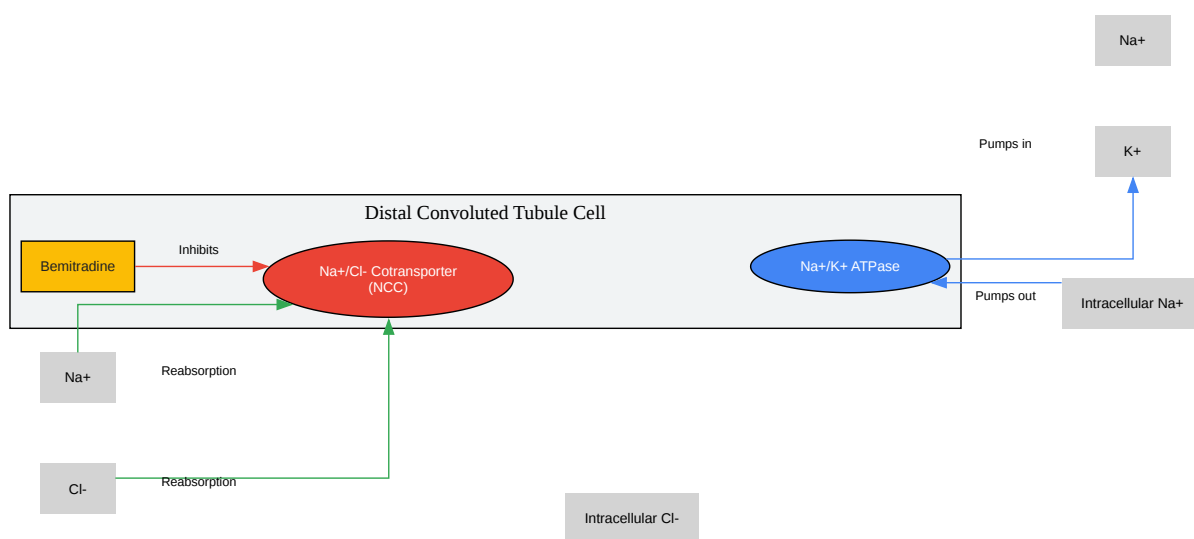 Na+
K+
Pumps in
Distal Convoluted Tubule Cell
Bemitradine
Inhibits
Na+/Cl- Cotransporter
(NCC)
Na+/K+ ATPase
Pumps out
Intracellular Na+
Na+
Reabsorption
Cl-
Reabsorption
Intracellular Cl-